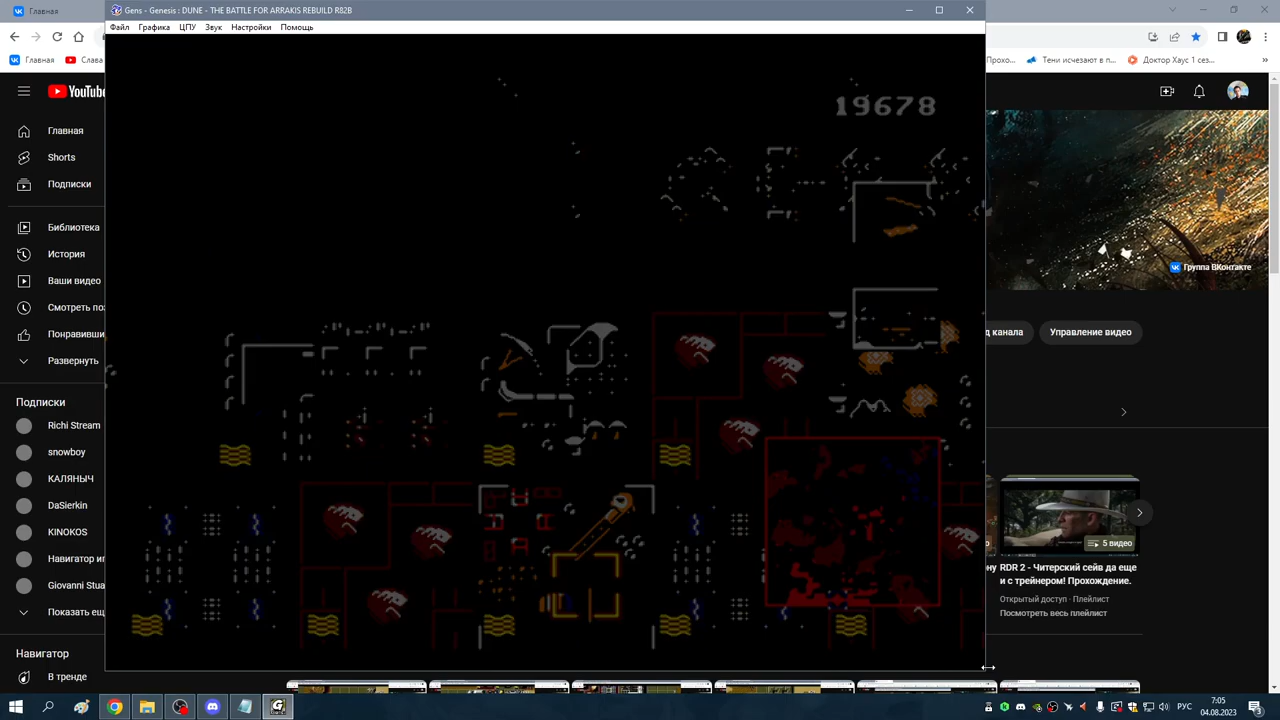 Главная
Gens - Genesis : DUNE - THE BATTLE FOR ARRAKIS REBUILD R82B
Файл Графика ЦПУ Звук Настройки Помощь
Главная
Слава
Тени исчезают в п...
Доктор Хаус 1 сез...
»
YouTube
19678
Главная
Shorts
Подписки
Библиотека
История
Ваши видео
Смотреть по
Понравивши
Развернуть
Подписки
Richi Stream
snowboy
КАЛЯНЫЧ
DaSierkin
KINOKOS
Навигатор иг
Giovanni Stua
Показать ещ
Навигатор
В тренде
Группа ВКонтакте
д канала
Управление видео
5 видео
RDR 2 - Читерский сейв да еще
и с трейнером! Прохождение.
Открытый доступ · Плейлист
Посмотреть весь плейлист
РУС
7:05
04.08.2023